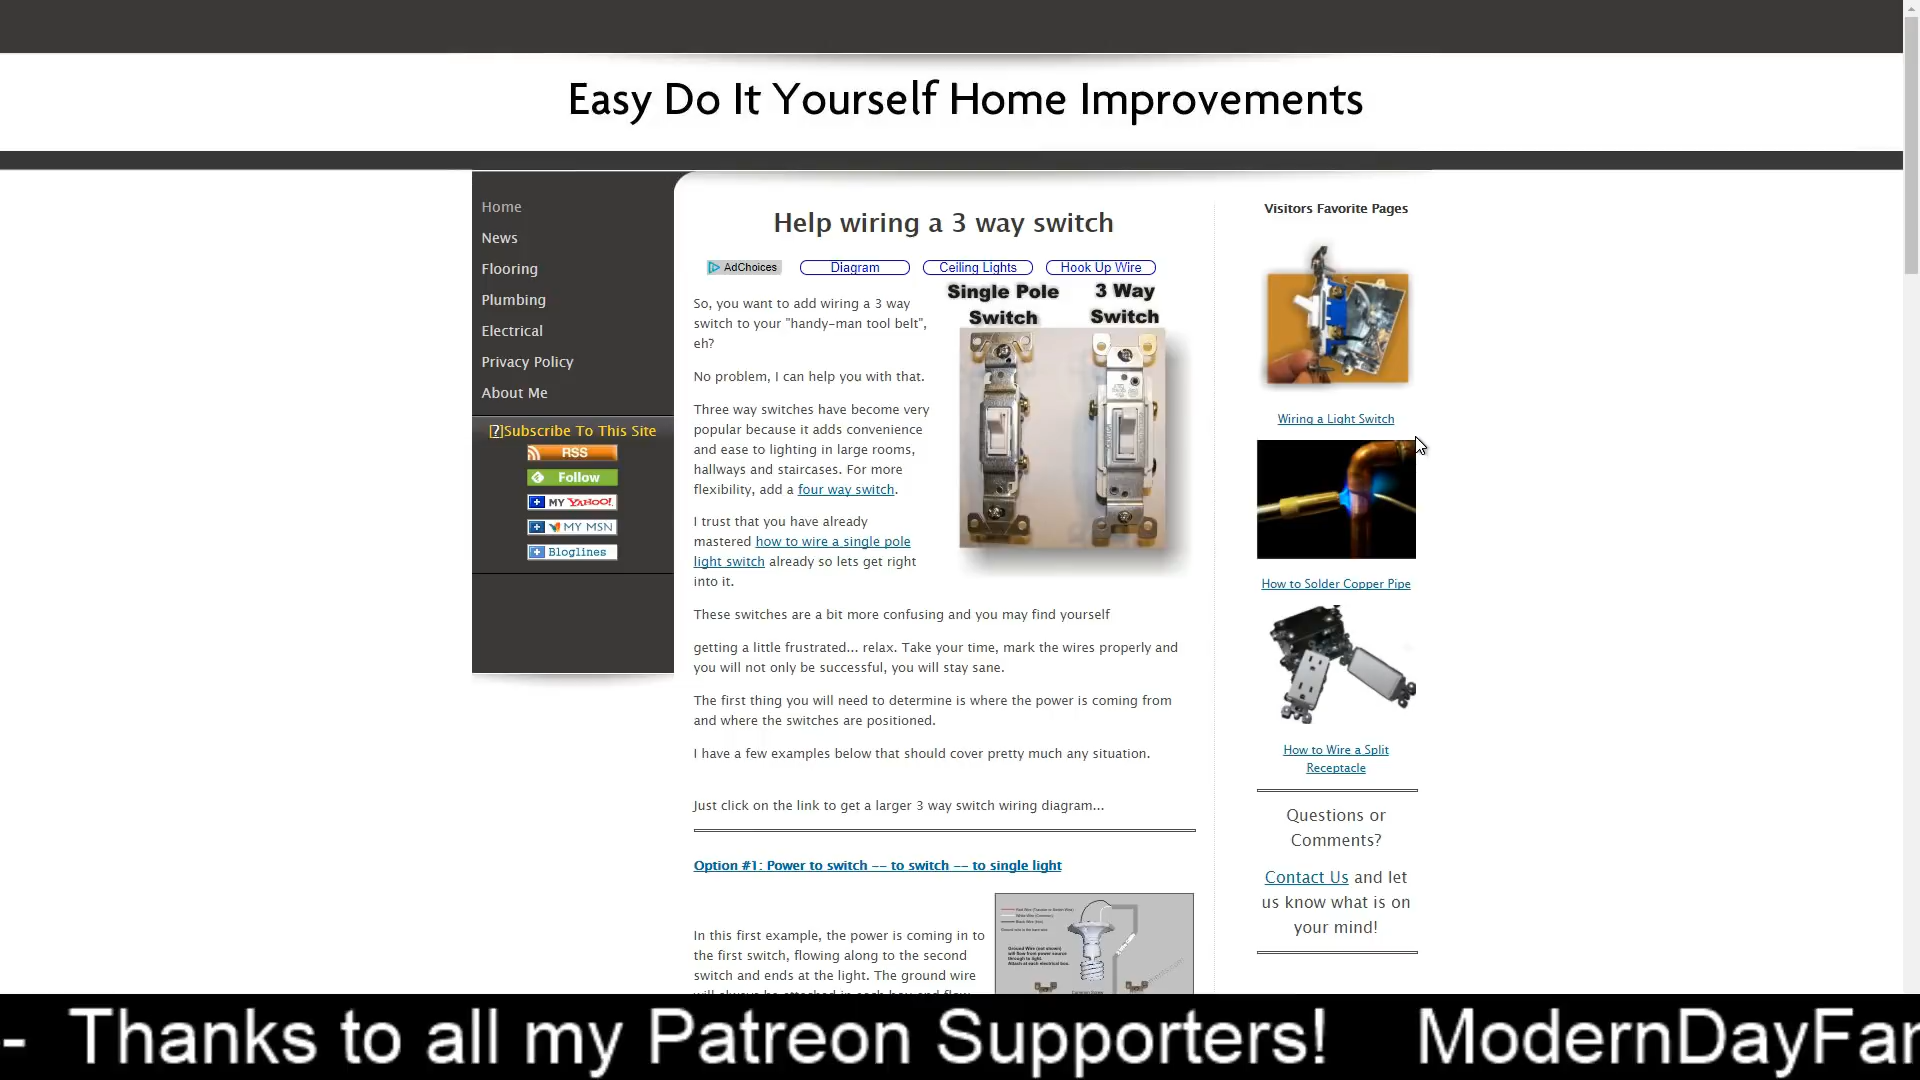 Easy Do It Yourself Home Improvements
Home
News
Flooring
Plumbing
Electrical
Privacy Policy
About Me
[?]Subscribe To This Site
RSS
Follow
MY YAHOO!
MY MSN
Bloglines
Help wiring a 3 way switch
AdChoices
Diagram
Ceiling Lights
Hook Up Wire
So, you want to add wiring a 3 way
switch to your "handy-man tool belt",
eh?
No problem, I can help you with that.
Three way switches have become very
popular because it adds convenience
and ease to lighting in large rooms,
hallways and staircases. For more
flexibility, add a four way switch.
I trust that you have already
mastered how to wire a single pole
light switch already so lets get right
into it.
Single Pole
Switch
3 Way
Switch
These switches are a bit more confusing and you may find yourself
getting a little frustrated... relax. Take your time, mark the wires properly and
you will not only be successful, you will stay sane.
The first thing you will need to determine is where the power is coming from
and where the switches are positioned.
I have a few examples below that should cover pretty much any situation.
Just click on the link to get a larger 3 way switch wiring diagram...
Option #1: Power to switch -- to switch -- to single light
In this first example, the power is coming in to
the first switch, flowing along to the second
switch and ends at the light. The ground wire
Visitors Favorite Pages
Wiring a Light Switch
How to Solder Copper Pipe
How to Wire a Split
Receptacle
Questions or
Comments?
Contact Us and let
us know what is on
your mind!
- Thanks to all my Patreon Supporters! ModernDayFar